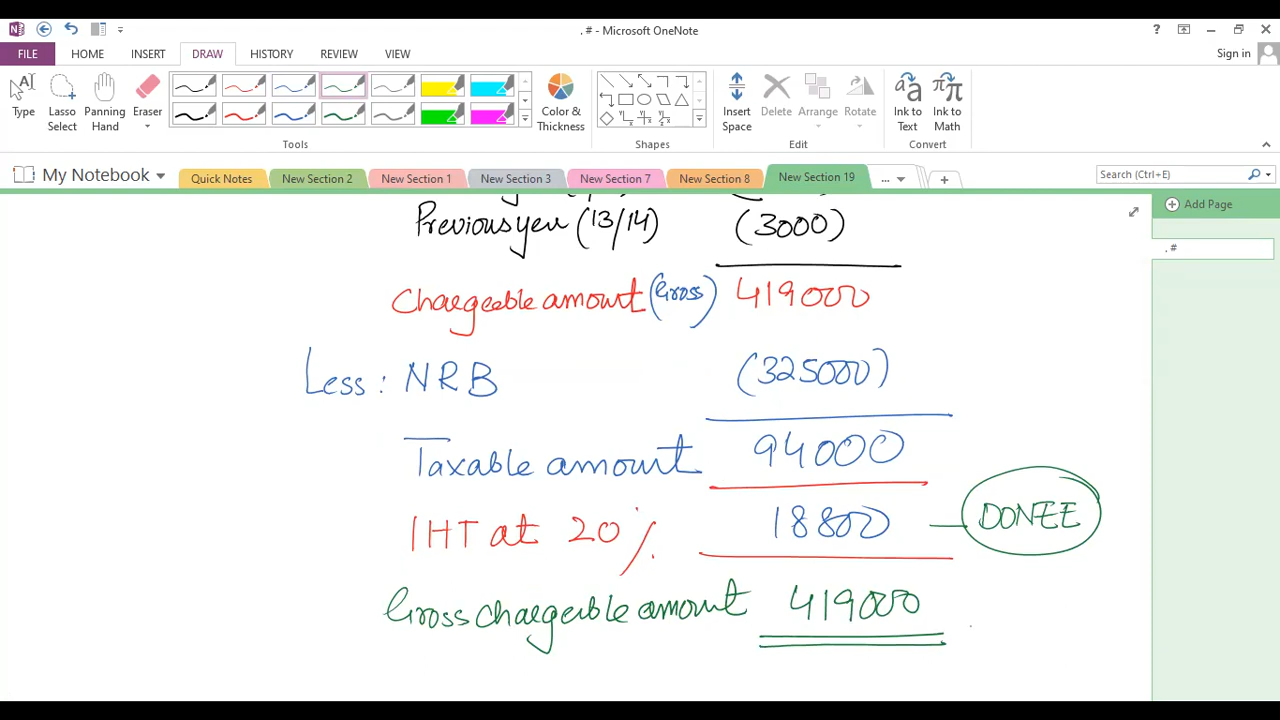 . # - Microsoft OneNote
?
Sign in
FILE HOME INSERT DRAW HISTORY REVIEW VIEW
Type
Lasso Select
Panning Hand
Eraser
Color & Thickness
Insert Space
Delete
Arrange
Rotate
Ink to Text
Ink to Math
Tools
Shapes
Edit
Convert
My Notebook
Quick Notes
New Section 2
New Section 1
New Section 3
New Section 7
New Section 8
New Section 19
...
Search (Ctrl+E)
Add Page
. #
Previous year (13/14) (3000)
Chargeable amount (Gross) 419000
Less: NRB (325000)
Taxable amount 94000
IHT at 20% 18800 — DONEE
Gross chargeable amount 419000